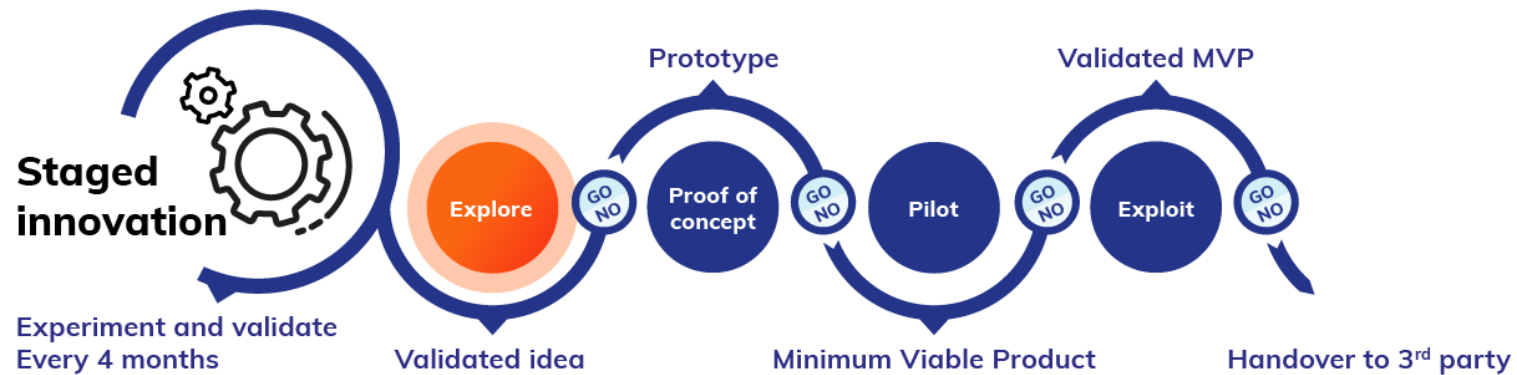 Staged
innovation
Experiment and validate
Every 4 months
Explore
Validated idea
GO
NO
Prototype
Proof of
concept
GO
NO
Pilot
Minimum Viable Product
GO
NO
Validated MVP
Exploit
GO
NO
Handover to 3rd party